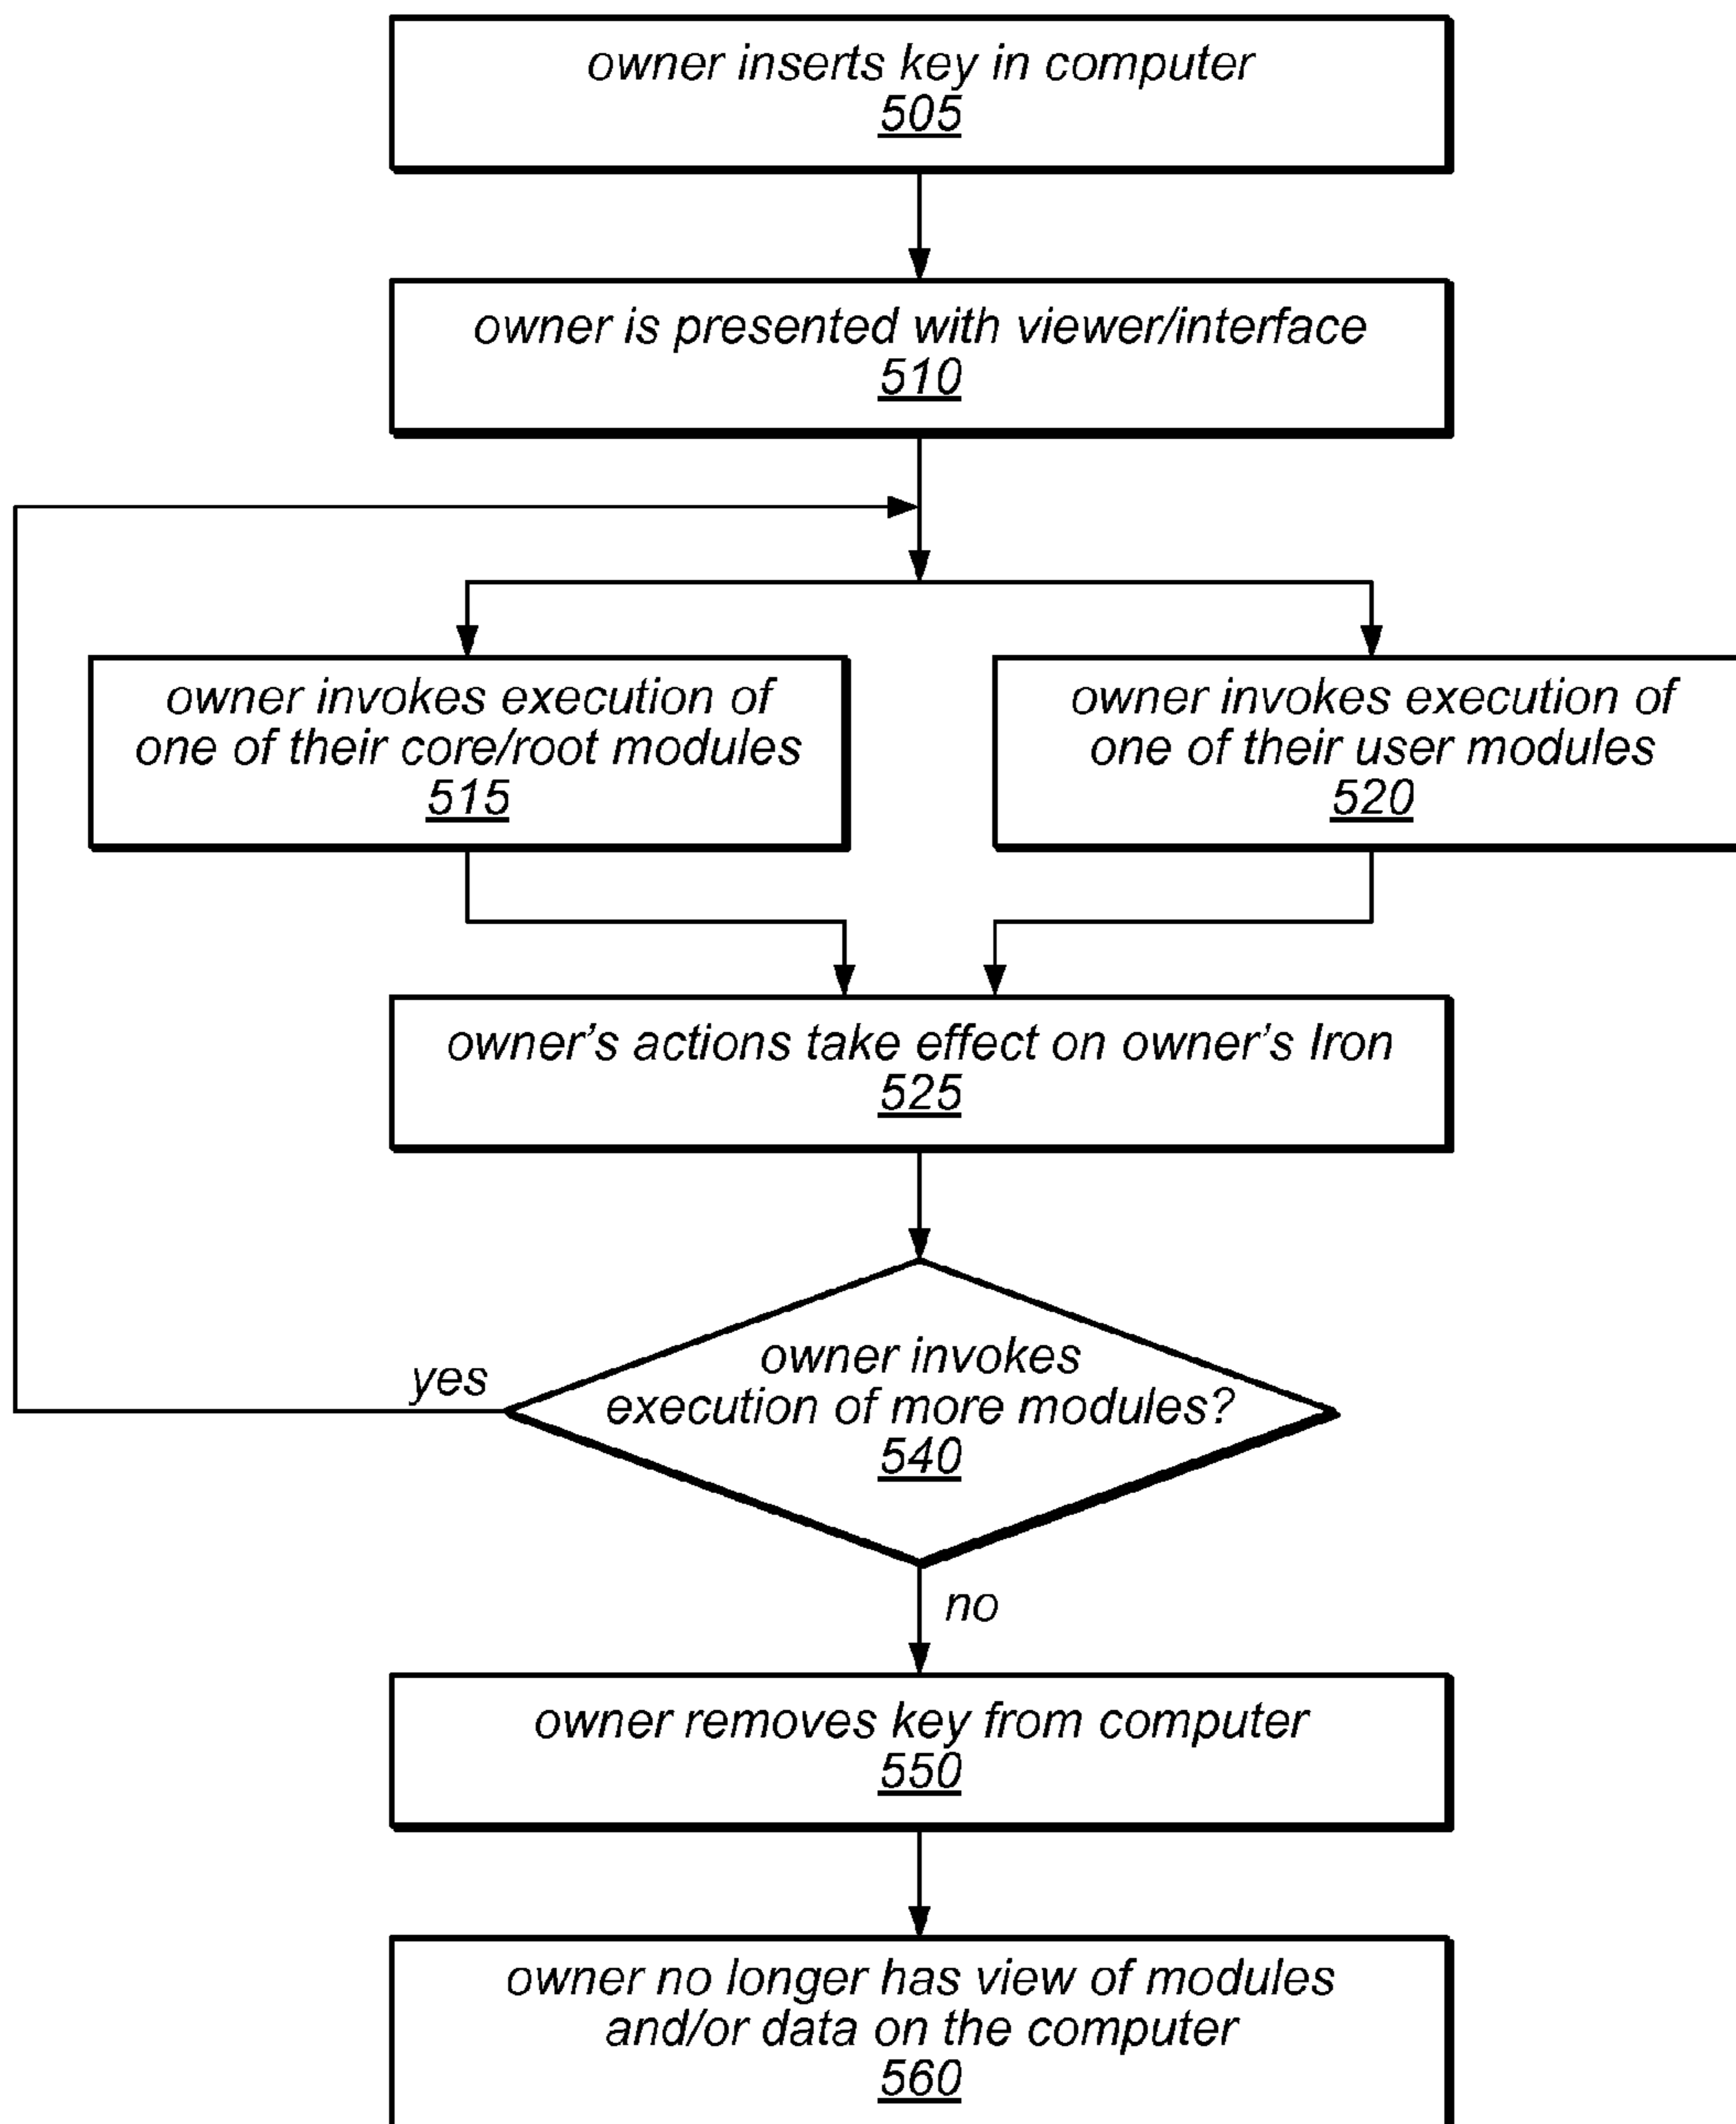 owner inserts key in computer
505
owner is presented with viewer/interface
510
owner invokes execution of
one of their core/root modules
515
owner invokes execution of
one of their user modules
520
owner's actions take effect on owner's Iron
525
owner invokes
execution of more modules?
540
yes
no
owner removes key from computer
550
owner no longer has view of modules
and/or data on the computer
560